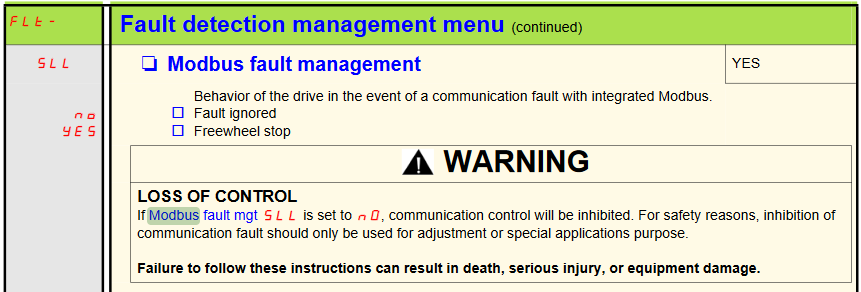 FLt-
Fault detection management menu (continued)
SLL
❏ Modbus fault management
YES
Behavior of the drive in the event of a communication fault with integrated Modbus.
no
□ Fault ignored
YES
□ Freewheel stop
WARNING
LOSS OF CONTROL
If Modbus fault mgt SLL is set to nO, communication control will be inhibited. For safety reasons, inhibition of
communication fault should only be used for adjustment or special applications purpose.
Failure to follow these instructions can result in death, serious injury, or equipment damage.